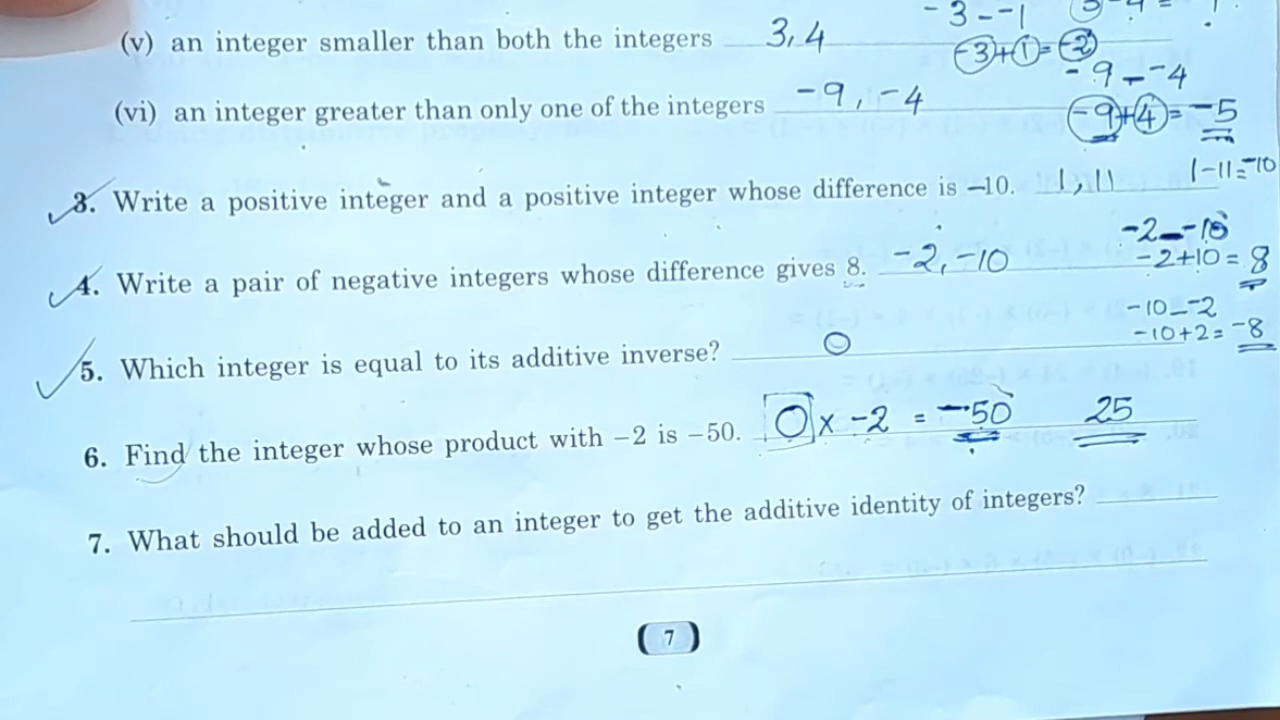 -3--1
(v) an integer smaller than both the integers 3,4
-3+1=-2
-9--4
(vi) an integer greater than only one of the integers -9, -4
-9+4=-5
3. Write a positive integer and a positive integer whose difference is –10. 1,11 1-11=-10
-2--10
4. Write a pair of negative integers whose difference gives 8. -2,-10 -2+10=8
-10--2
5. Which integer is equal to its additive inverse? 0 -10+2=-8
6. Find the integer whose product with –2 is –50. 0 x -2 = -50 25
7. What should be added to an integer to get the additive identity of integers?
7